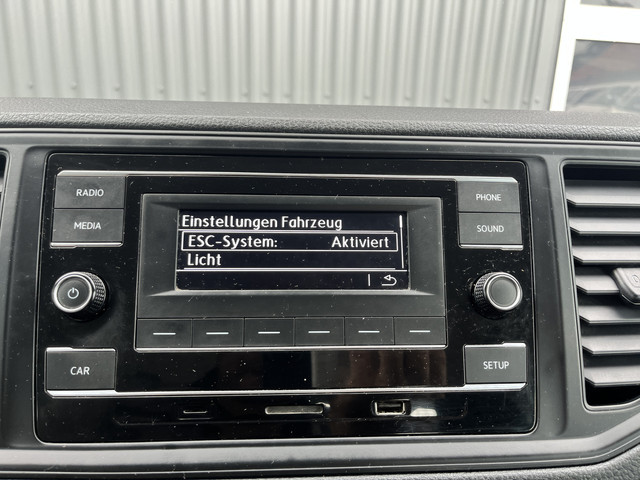 RADIO
MEDIA
Einstellungen Fahrzeug
ESC-System: Aktiviert
Licht
PHONE
SOUND
CAR
SETUP